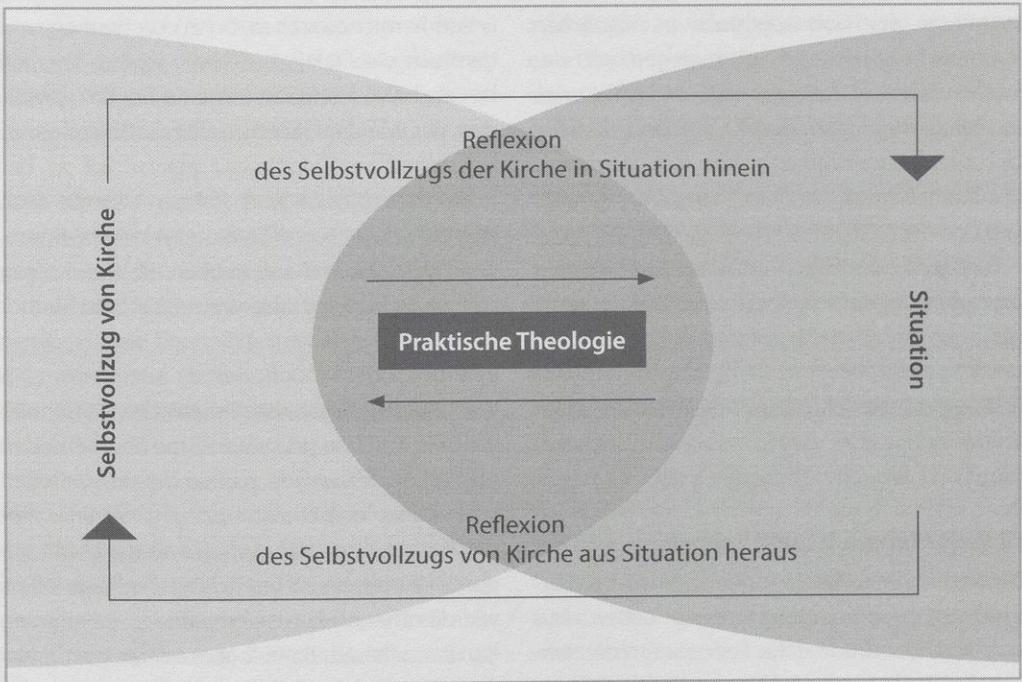 Reflexion
des Selbstvollzugs der Kirche in Situation hinein
Selbstvollzug von Kirche
Praktische Theologie
Situation
Reflexion
des Selbstvollzugs von Kirche aus Situation heraus